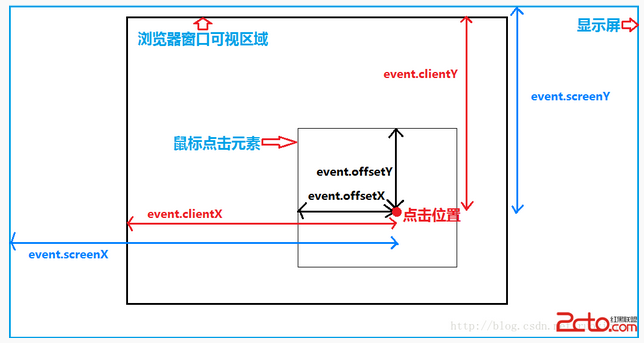 浏览器窗口可视区域
显示屏
event.clientY
event.screenY
鼠标点击元素
event.offsetY
event.offsetX
event.clientX
点击位置
event.screenX
http://blog.csdn.net
2cto.com
红黑联盟